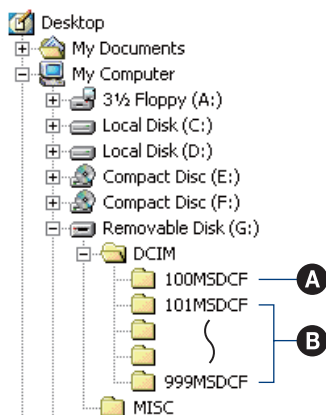 Desktop
My Documents
My Computer
3½ Floppy (A:)
Local Disk (C:)
Local Disk (D:)
Compact Disc (E:)
Compact Disc (F:)
Removable Disk (G:)
DCIM
100MSDCF A
101MSDCF
B
999MSDCF
MISC